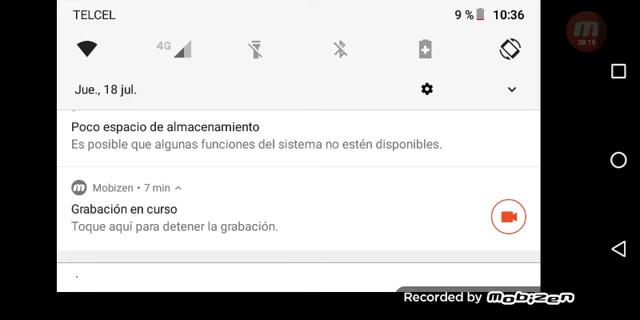 TELCEL 9 % 10:36
08:15
4G
Jue., 18 jul.
Poco espacio de almacenamiento
Es posible que algunas funciones del sistema no estén disponibles.
Mobizen • 7 min
Grabación en curso
Toque aquí para detener la grabación.
Recorded by Mobizen